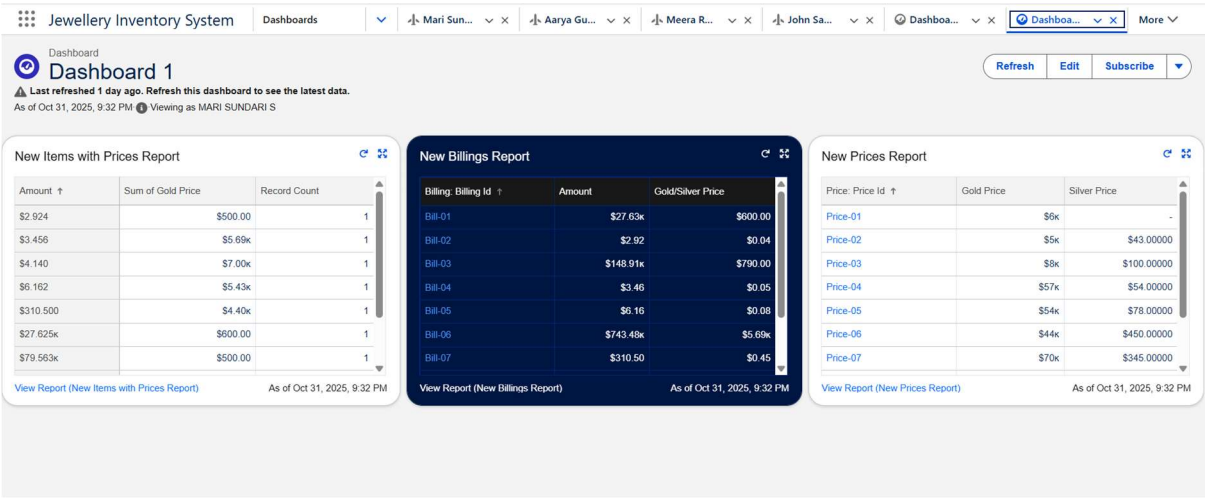 Jewellery Inventory System Dashboards Mari Sun... Aarya Gu... Meera R... John Sa... Dashboa... Dashboa... More
Dashboard
Dashboard 1
Refresh Edit Subscribe
Last refreshed 1 day ago. Refresh this dashboard to see the latest data.
As of Oct 31, 2025, 9:32 PM Viewing as MARI SUNDARI S
New Items with Prices Report
Amount ↑ Sum of Gold Price Record Count
$2.924 $500.00 1
$3.456 $5.69K 1
$4.140 $7.00K 1
$6.162 $5.43K 1
$310.500 $4.40K 1
$27.625K $600.00 1
$79.563K $500.00 1
View Report (New Items with Prices Report) As of Oct 31, 2025, 9:32 PM
New Billings Report
Billing: Billing Id ↑ Amount Gold/Silver Price
Bill-01 $27.63K $600.00
Bill-02 $2.92 $0.04
Bill-03 $148.91K $790.00
Bill-04 $3.46 $0.05
Bill-05 $6.16 $0.08
Bill-06 $743.48K $5.69K
Bill-07 $310.50 $0.45
View Report (New Billings Report) As of Oct 31, 2025, 9:32 PM
New Prices Report
Price: Price Id ↑ Gold Price Silver Price
Price-01 $6K -
Price-02 $5K $43.00000
Price-03 $8K $100.00000
Price-04 $57K $54.00000
Price-05 $54K $78.00000
Price-06 $44K $450.00000
Price-07 $70K $345.00000
View Report (New Prices Report) As of Oct 31, 2025, 9:32 PM